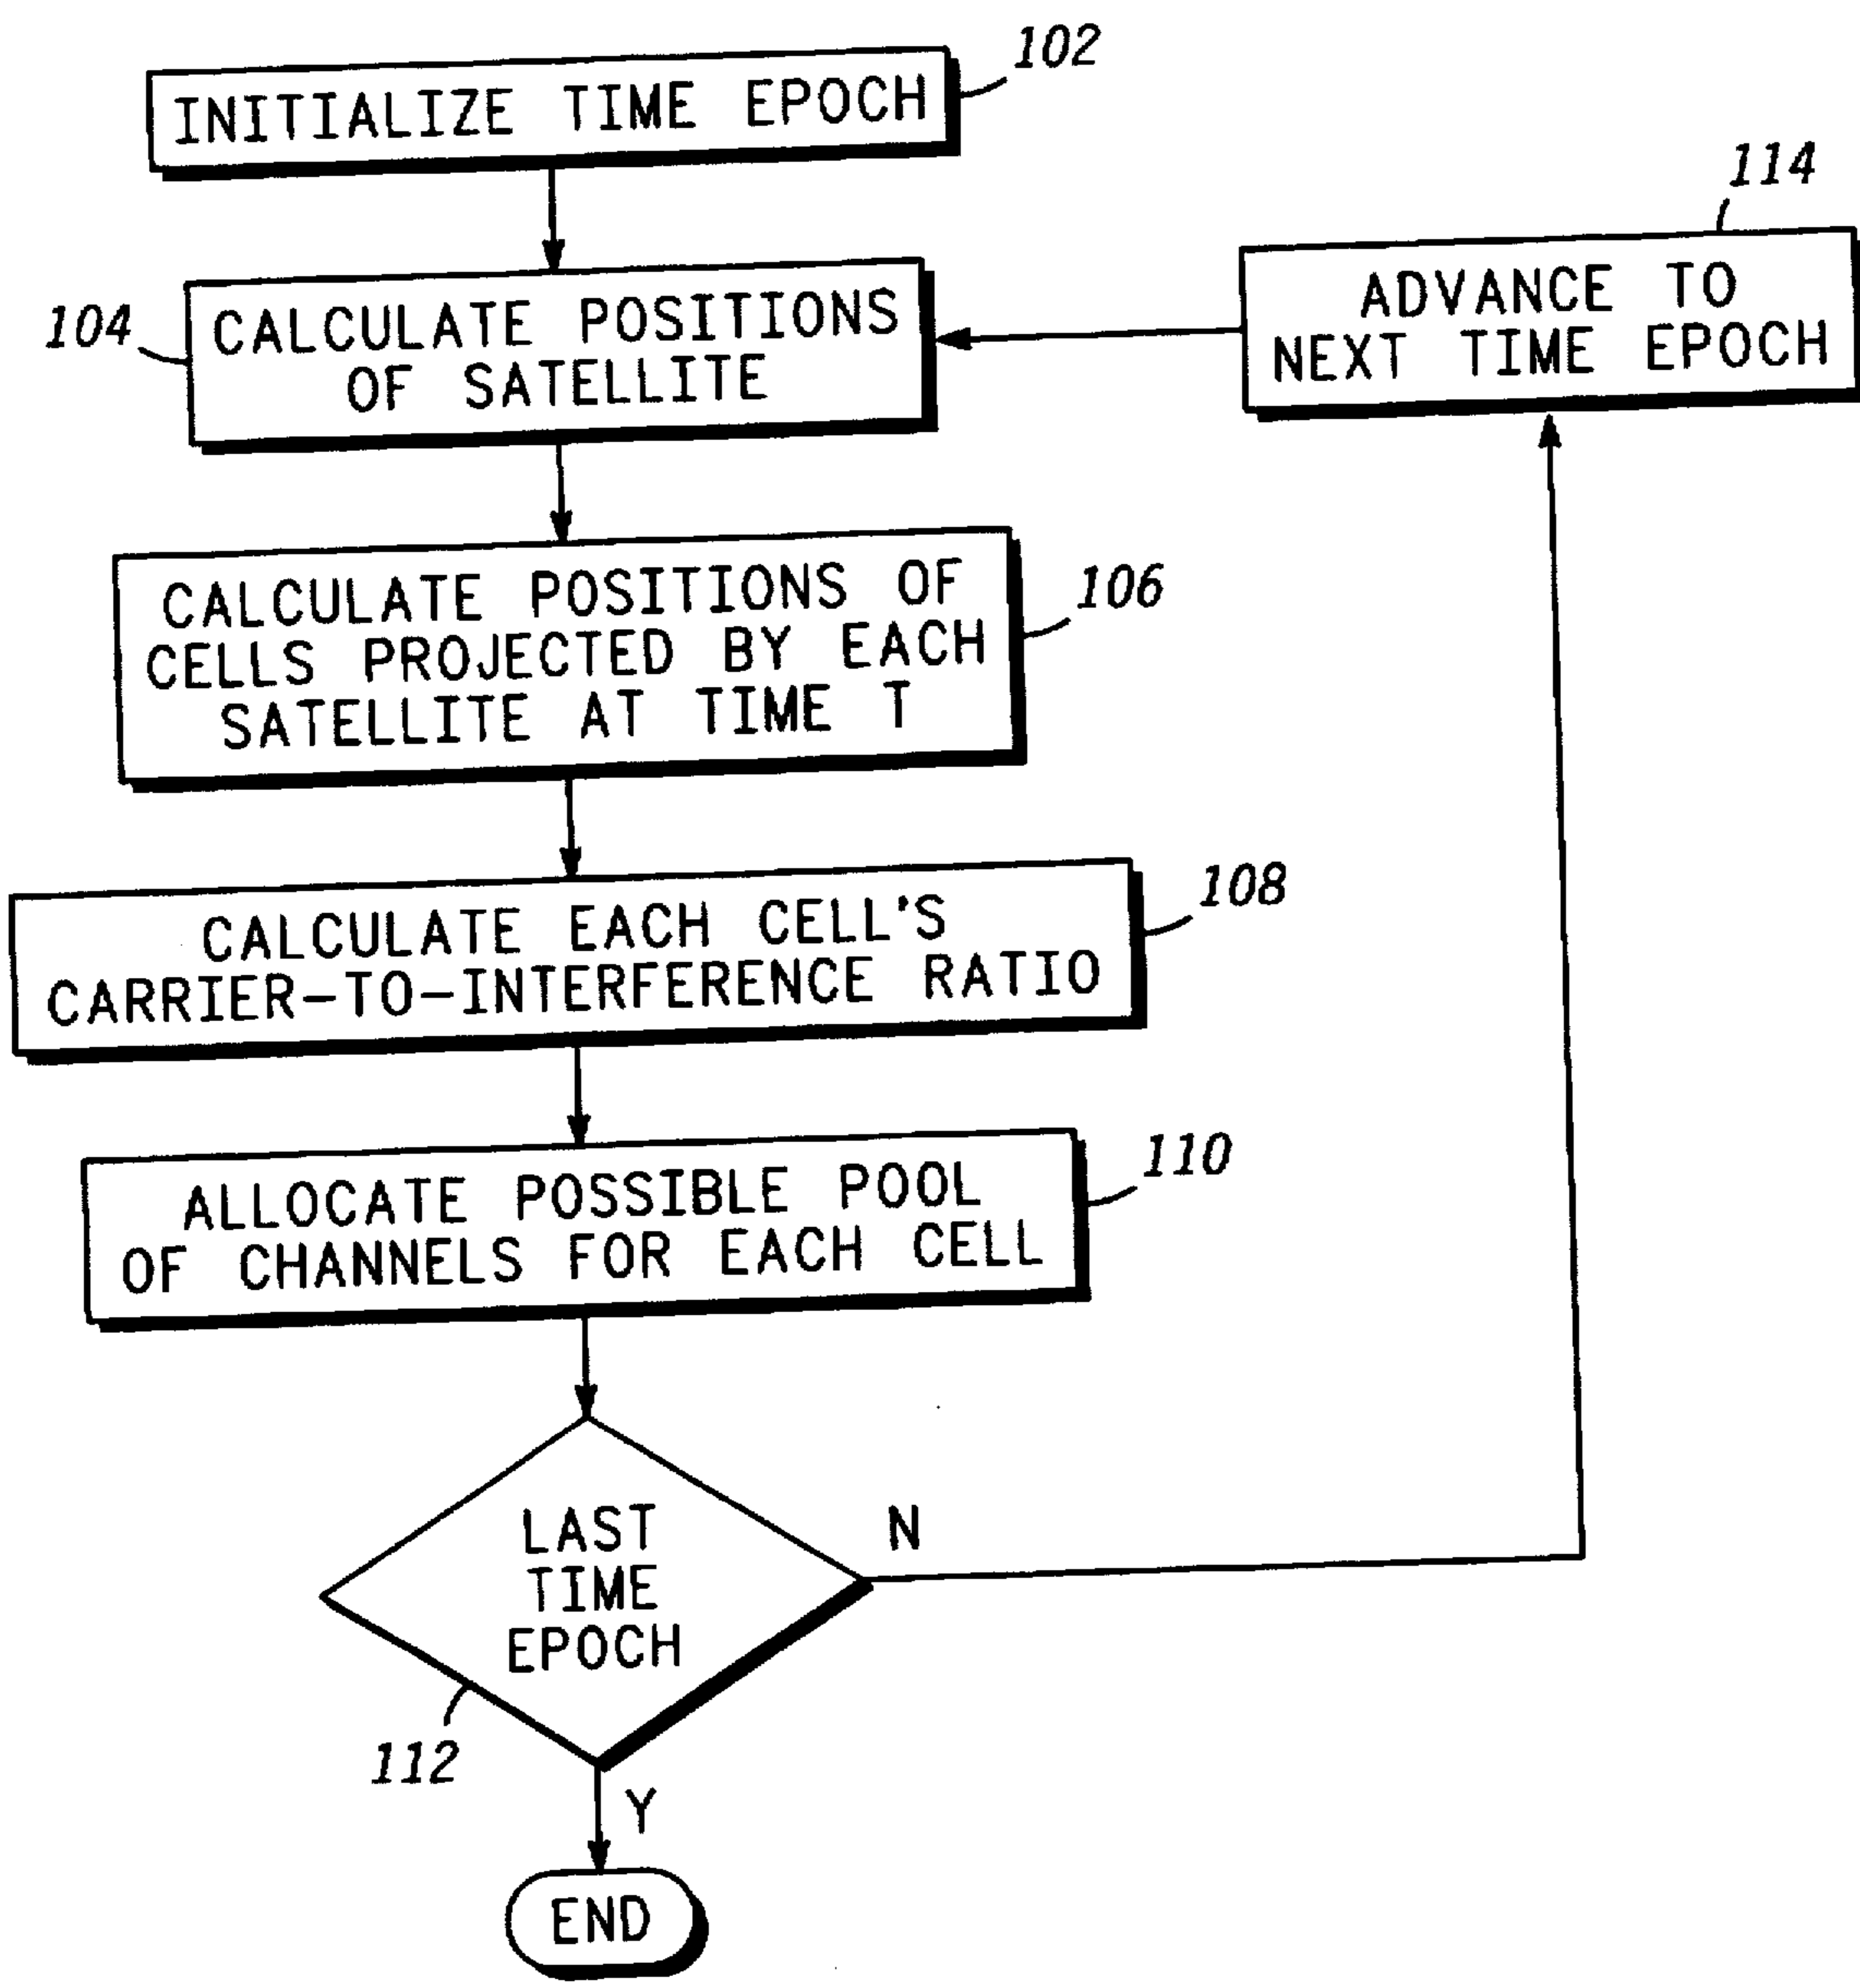 102
INITIALIZE TIME EPOCH
114
ADVANCE TO
NEXT TIME EPOCH
104
CALCULATE POSITIONS
OF SATELLITE
106
CALCULATE POSITIONS OF
CELLS PROJECTED BY EACH
SATELLITE AT TIME T
108
CALCULATE EACH CELL'S
CARRIER-TO-INTERFERENCE RATIO
110
ALLOCATE POSSIBLE POOL
OF CHANNELS FOR EACH CELL
LAST
TIME
EPOCH
N
112
Y
END